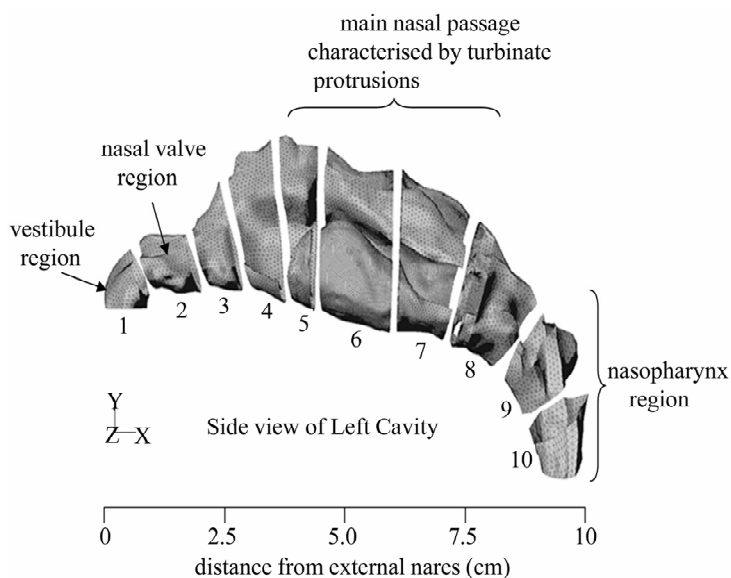 main nasal passage
characterised by turbinate
protrusions
nasal valve
region
vestibule
region
1
2
3
4
5
6
7
8
9
10
nasopharynx
region
Y
Z X
Side view of Left Cavity
0 2.5 5.0 7.5 10
distance from external nares (cm)